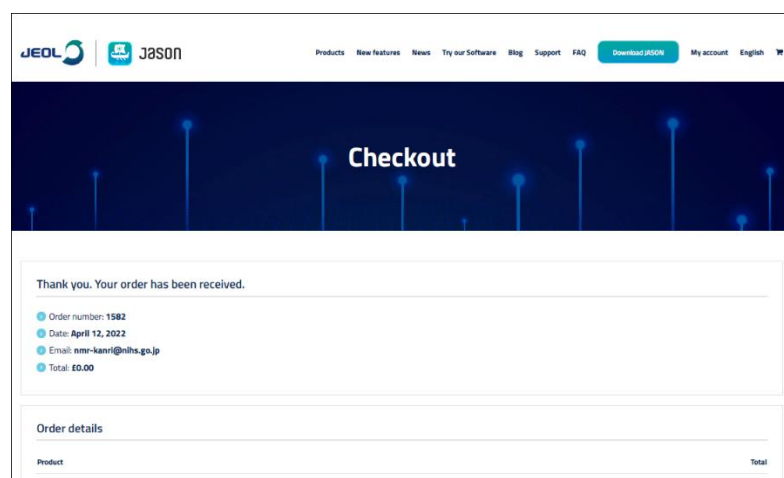 JEOL JASON Products New features News Try our Software Blog Support FAQ Download JASON My account English
Checkout
Thank you. Your order has been received.
Order number: 1582
Date: April 12, 2022
Email: nmr-kanri@nihs.go.jp
Total: £0.00
Order details
Product Total